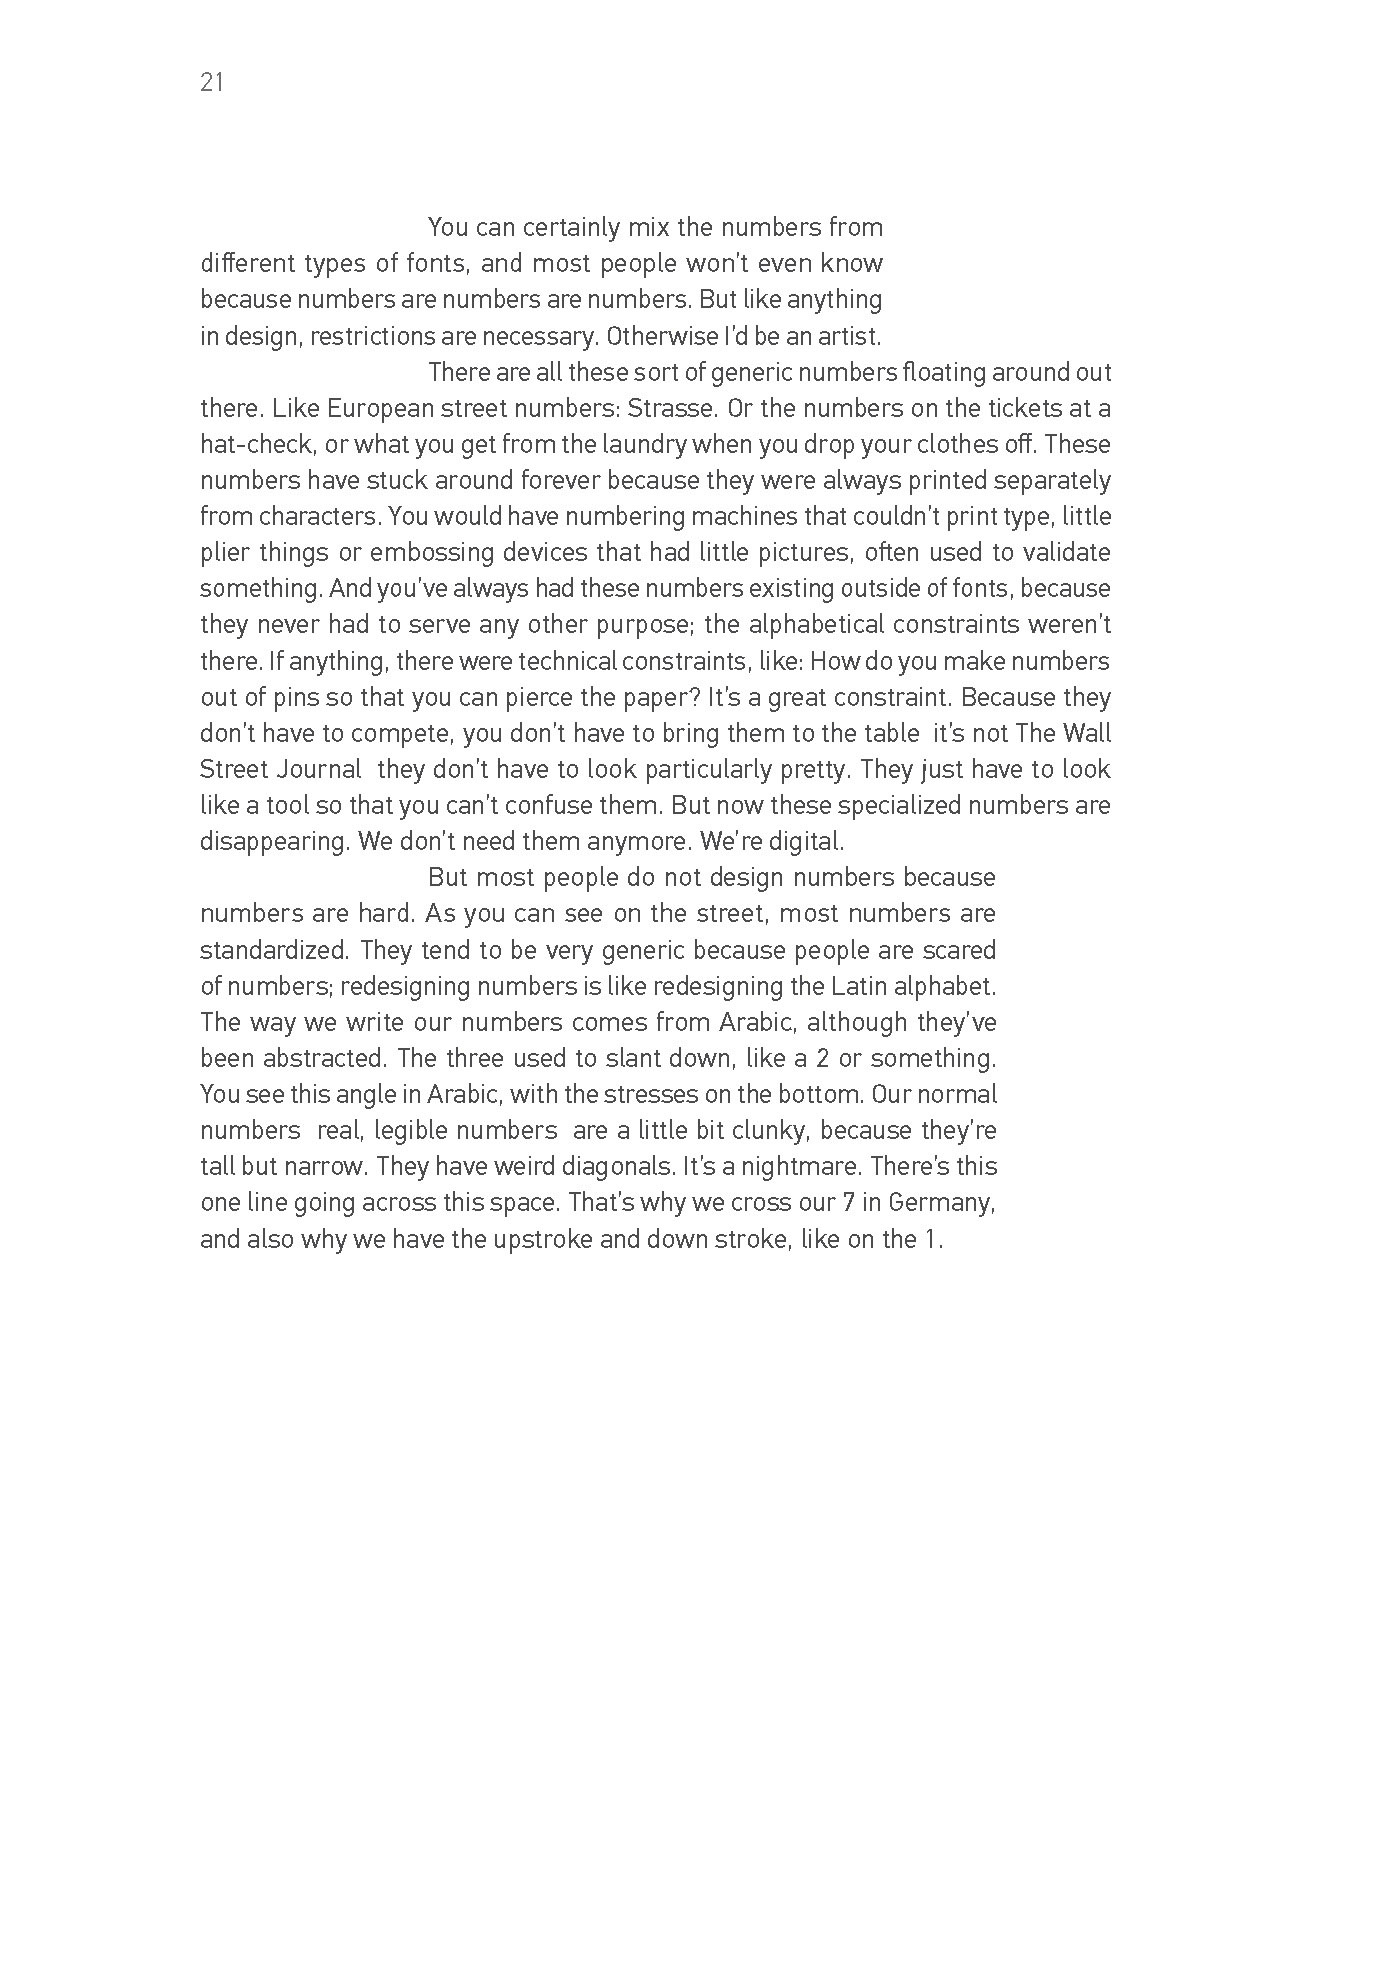 21
You can certainly mix the numbers from
different types of fonts, and most people won't even know
because numbers are numbers are numbers. But like anything
in design, restrictions are necessary. Otherwise I'd be an artist.
There are all these sort of generic numbers floating around out
there. Like European street numbers: Strasse. Or the numbers on the tickets at a
hat-check, or what you get from the laundry when you drop your clothes off. These
numbers have stuck around forever because they were always printed separately
from characters. You would have numbering machines that couldn't print type, little
plier things or embossing devices that had little pictures, often used to validate
something. And you've always had these numbers existing outside of fonts, because
they never had to serve any other purpose; the alphabetical constraints weren't
there. If anything, there were technical constraints, like: How do you make numbers
out of pins so that you can pierce the paper? It's a great constraint. Because they
don't have to compete, you don't have to bring them to the table  it's not The Wall
Street Journal  they don't have to look particularly pretty. They just have to look
like a tool so that you can't confuse them. But now these specialized numbers are
disappearing. We don't need them anymore. We're digital.
But most people do not design numbers because
numbers are hard. As you can see on the street, most numbers are
standardized. They tend to be very generic because people are scared
of numbers; redesigning numbers is like redesigning the Latin alphabet.
The way we write our numbers comes from Arabic, although they've
been abstracted. The three used to slant down, like a 2 or something.
You see this angle in Arabic, with the stresses on the bottom. Our normal
numbers  real, legible numbers  are a little bit clunky, because they're
tall but narrow. They have weird diagonals. It's a nightmare. There's this
one line going across this space. That's why we cross our 7 in Germany,
and also why we have the upstroke and down stroke, like on the 1.